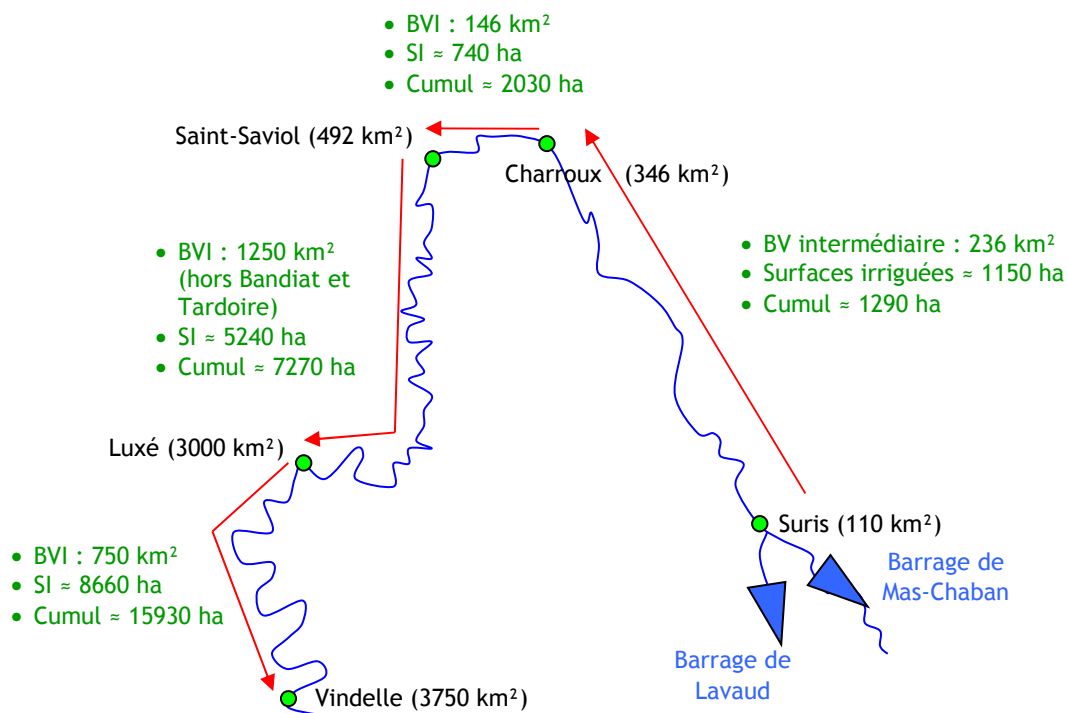 • BVI : 146 km²
• SI ≈ 740 ha
• Cumul ≈ 2030 ha
Saint-Saviol (492 km²)
Charroux (346 km²)
• BVI : 1250 km²
(hors Bandiat et
Tardoire)
• SI ≈ 5240 ha
• Cumul ≈ 7270 ha
• BV intermédiaire : 236 km²
• Surfaces irriguées ≈ 1150 ha
• Cumul ≈ 1290 ha
Luxé (3000 km²)
Suris (110 km²)
• BVI : 750 km²
• SI ≈ 8660 ha
• Cumul ≈ 15930 ha
Barrage de
Mas-Chaban
Barrage de
Lavaud
Vindelle (3750 km²)